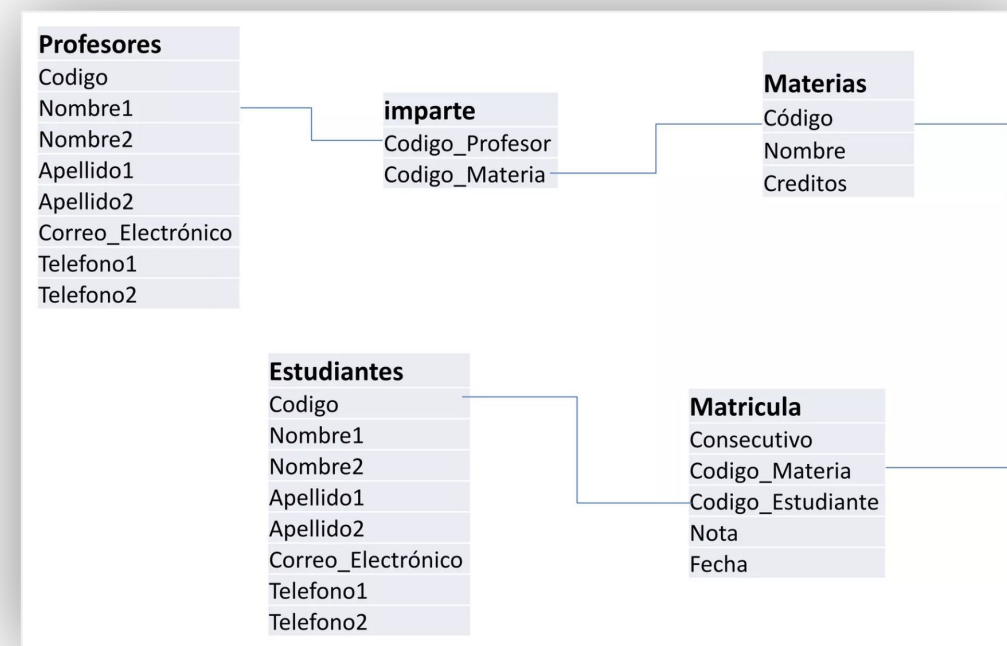 Profesores
Codigo
Nombre1
Nombre2
Apellido1
Apellido2
Correo_Electrónico
Telefono1
Telefono2
imparte
Codigo_Profesor
Codigo_Materia
Materias
Código
Nombre
Creditos
Estudiantes
Codigo
Nombre1
Nombre2
Apellido1
Apellido2
Correo_Electrónico
Telefono1
Telefono2
Matricula
Consecutivo
Codigo_Materia
Codigo_Estudiante
Nota
Fecha